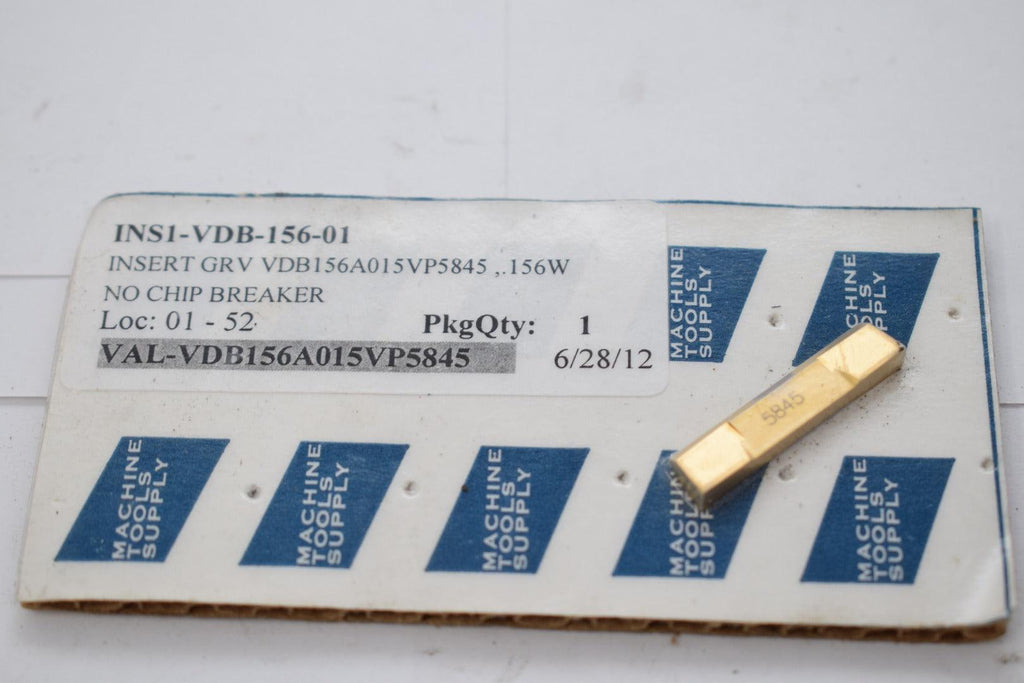 INS1-VDB-156-01
INSERT GRV VDB156A015VP5845 ,.156W
NO CHIP BREAKER
Loc: 01 - 52
PkgQty: 1
VAL-VDB156A015VP5845
6/28/12
MACHINE
TOOLS
SUPPLY
MACHINE
TOOLS
SUPPLY
5845
MACHINE
TOOLS
SUPPLY
MACHINE
TOOLS
SUPPLY
MACHINE
TOOLS
SUPPLY
MACHINE
TOOLS
SUPPLY
MACHINE
TOOLS
SUPPLY